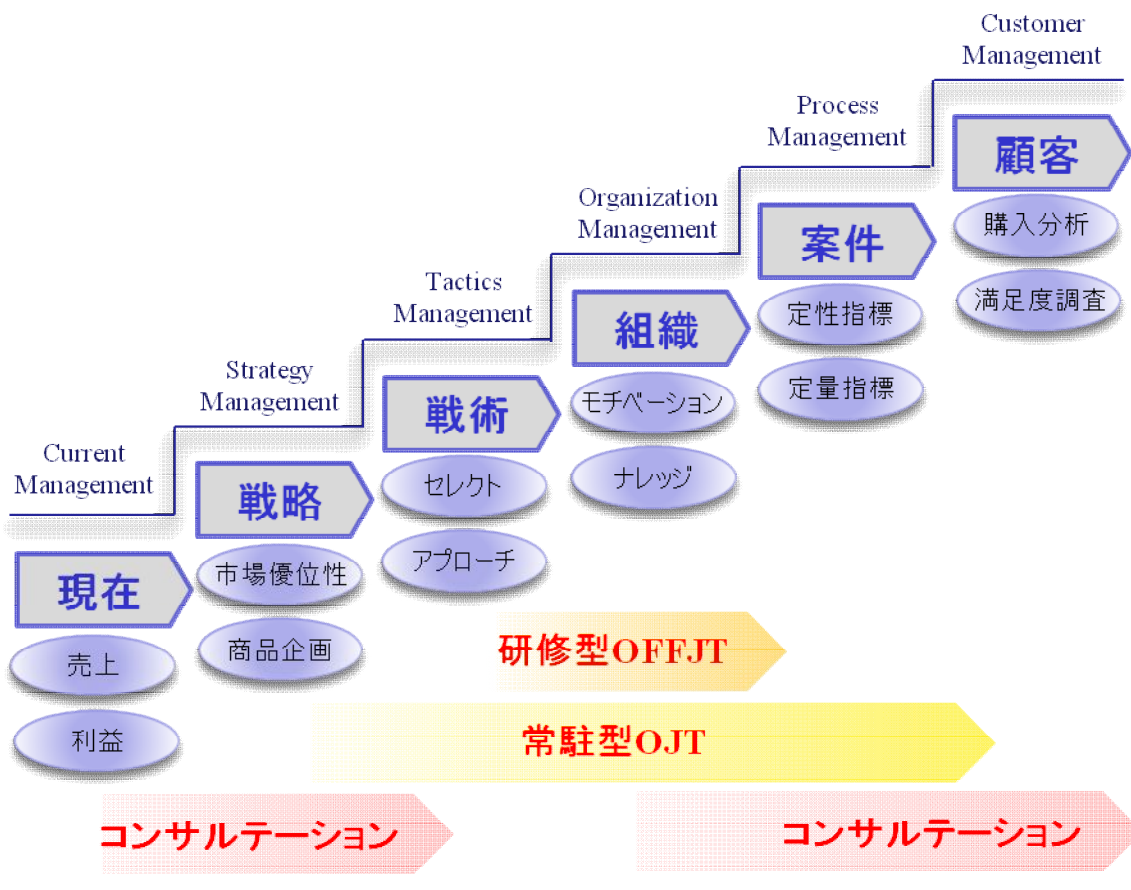 Current
Management
現在
売上
利益
Strategy
Management
戦略
市場優位性
商品企画
Tactics
Management
戦術
セレクト
アプローチ
Organization
Management
組織
モチベーション
ナレッジ
Process
Management
案件
定性指標
定量指標
Customer
Management
顧客
購入分析
満足度調査
研修型OFFJT
常駐型OJT
コンサルテーション
コンサルテーション